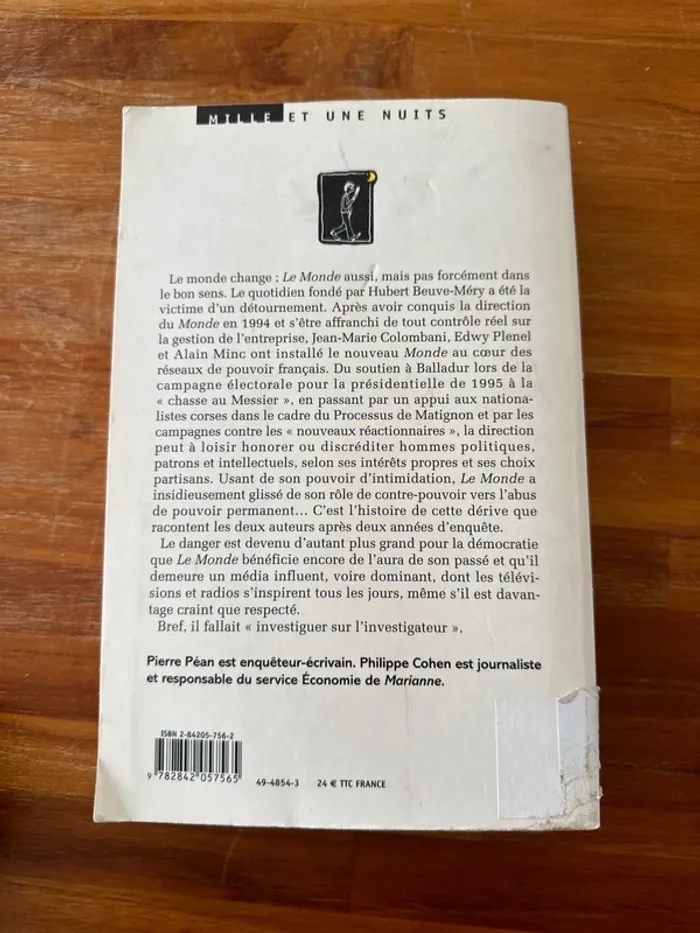 MILLE ET UNE NUITS
Le monde change ; Le Monde aussi, mais pas forcément dans
le bon sens. Le quotidien fondé par Hubert Beuve-Méry a été la
victime d'un détournement. Après avoir conquis la direction
du Monde en 1994 et s'être affranchi de tout contrôle réel sur
la gestion de l'entreprise, Jean-Marie Colombani, Edwy Plenel
et Alain Minc ont installé le nouveau Monde au cœur des
réseaux de pouvoir français. Du soutien à Balladur lors de la
campagne électorale pour la présidentielle de 1995 à la
« chasse au Messier », en passant par un appui aux nationa-
listes corses dans le cadre du Processus de Matignon et par les
campagnes contre les « nouveaux réactionnaires », la direction
peut à loisir honorer ou discréditer hommes politiques,
patrons et intellectuels, selon ses intérêts propres et ses choix
partisans. Usant de son pouvoir d'intimidation, Le Monde a
insidieusement glissé de son rôle de contre-pouvoir vers l'abus
de pouvoir permanent... C'est l'histoire de cette dérive que
racontent les deux auteurs après deux années d'enquête.
Le danger est devenu d'autant plus grand pour la démocratie
que Le Monde bénéficie encore de l'aura de son passé et qu'il
demeure un média influent, voire dominant, dont les télévi-
sions et radios s'inspirent tous les jours, même s'il est davan-
tage craint que respecté.
Bref, il fallait « investiguer sur l'investigateur ».
Pierre Péan est enquêteur-écrivain. Philippe Cohen est journaliste
et responsable du service Économie de Marianne.
ISBN 2-84205-756-2
9 782842 057565
49-4854-3
24 € TTC FRANCE